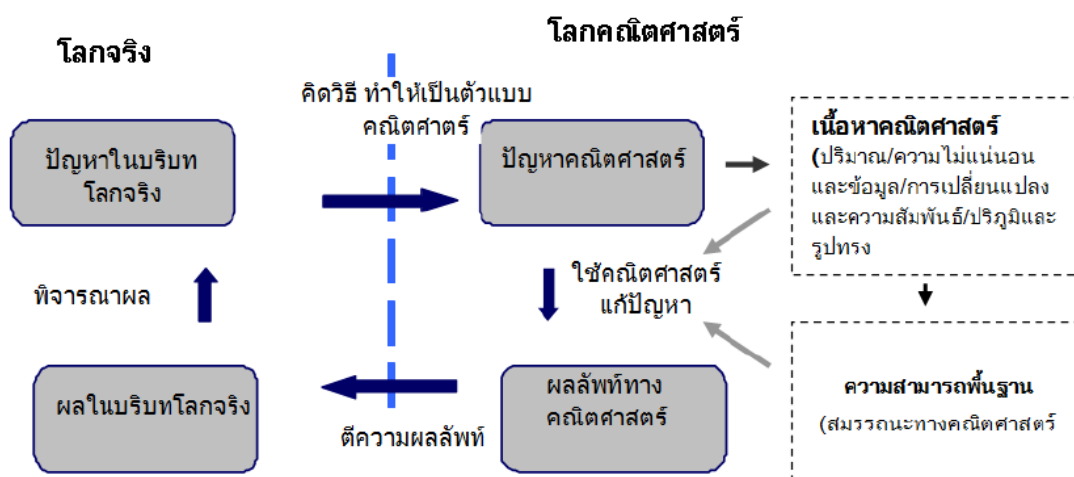 โลกจริง
โลกคณิตศาสตร์
คิดวิธี ทำให้เป็นตัวแบบ
คณิตศาตร์
ปัญหาในบริบท
โลกจริง
ปัญหาคณิตศาสตร์
เนื้อหาคณิตศาสตร์
(ปริมาณ/ความไม่แน่นอน
และข้อมูล/การเปลี่ยนแปลง
และความสัมพันธ์/ปริภูมิและ
รูปทรง
พิจารณาผล
ใช้คณิตศาสตร์
แก้ปัญหา
ผลในบริบทโลกจริง
ผลลัพท์ทาง
คณิตศาสตร์
ตีความผลลัพท์
ความสามารถพื้นฐาน
(สมรรถนะทางคณิตศาสตร์